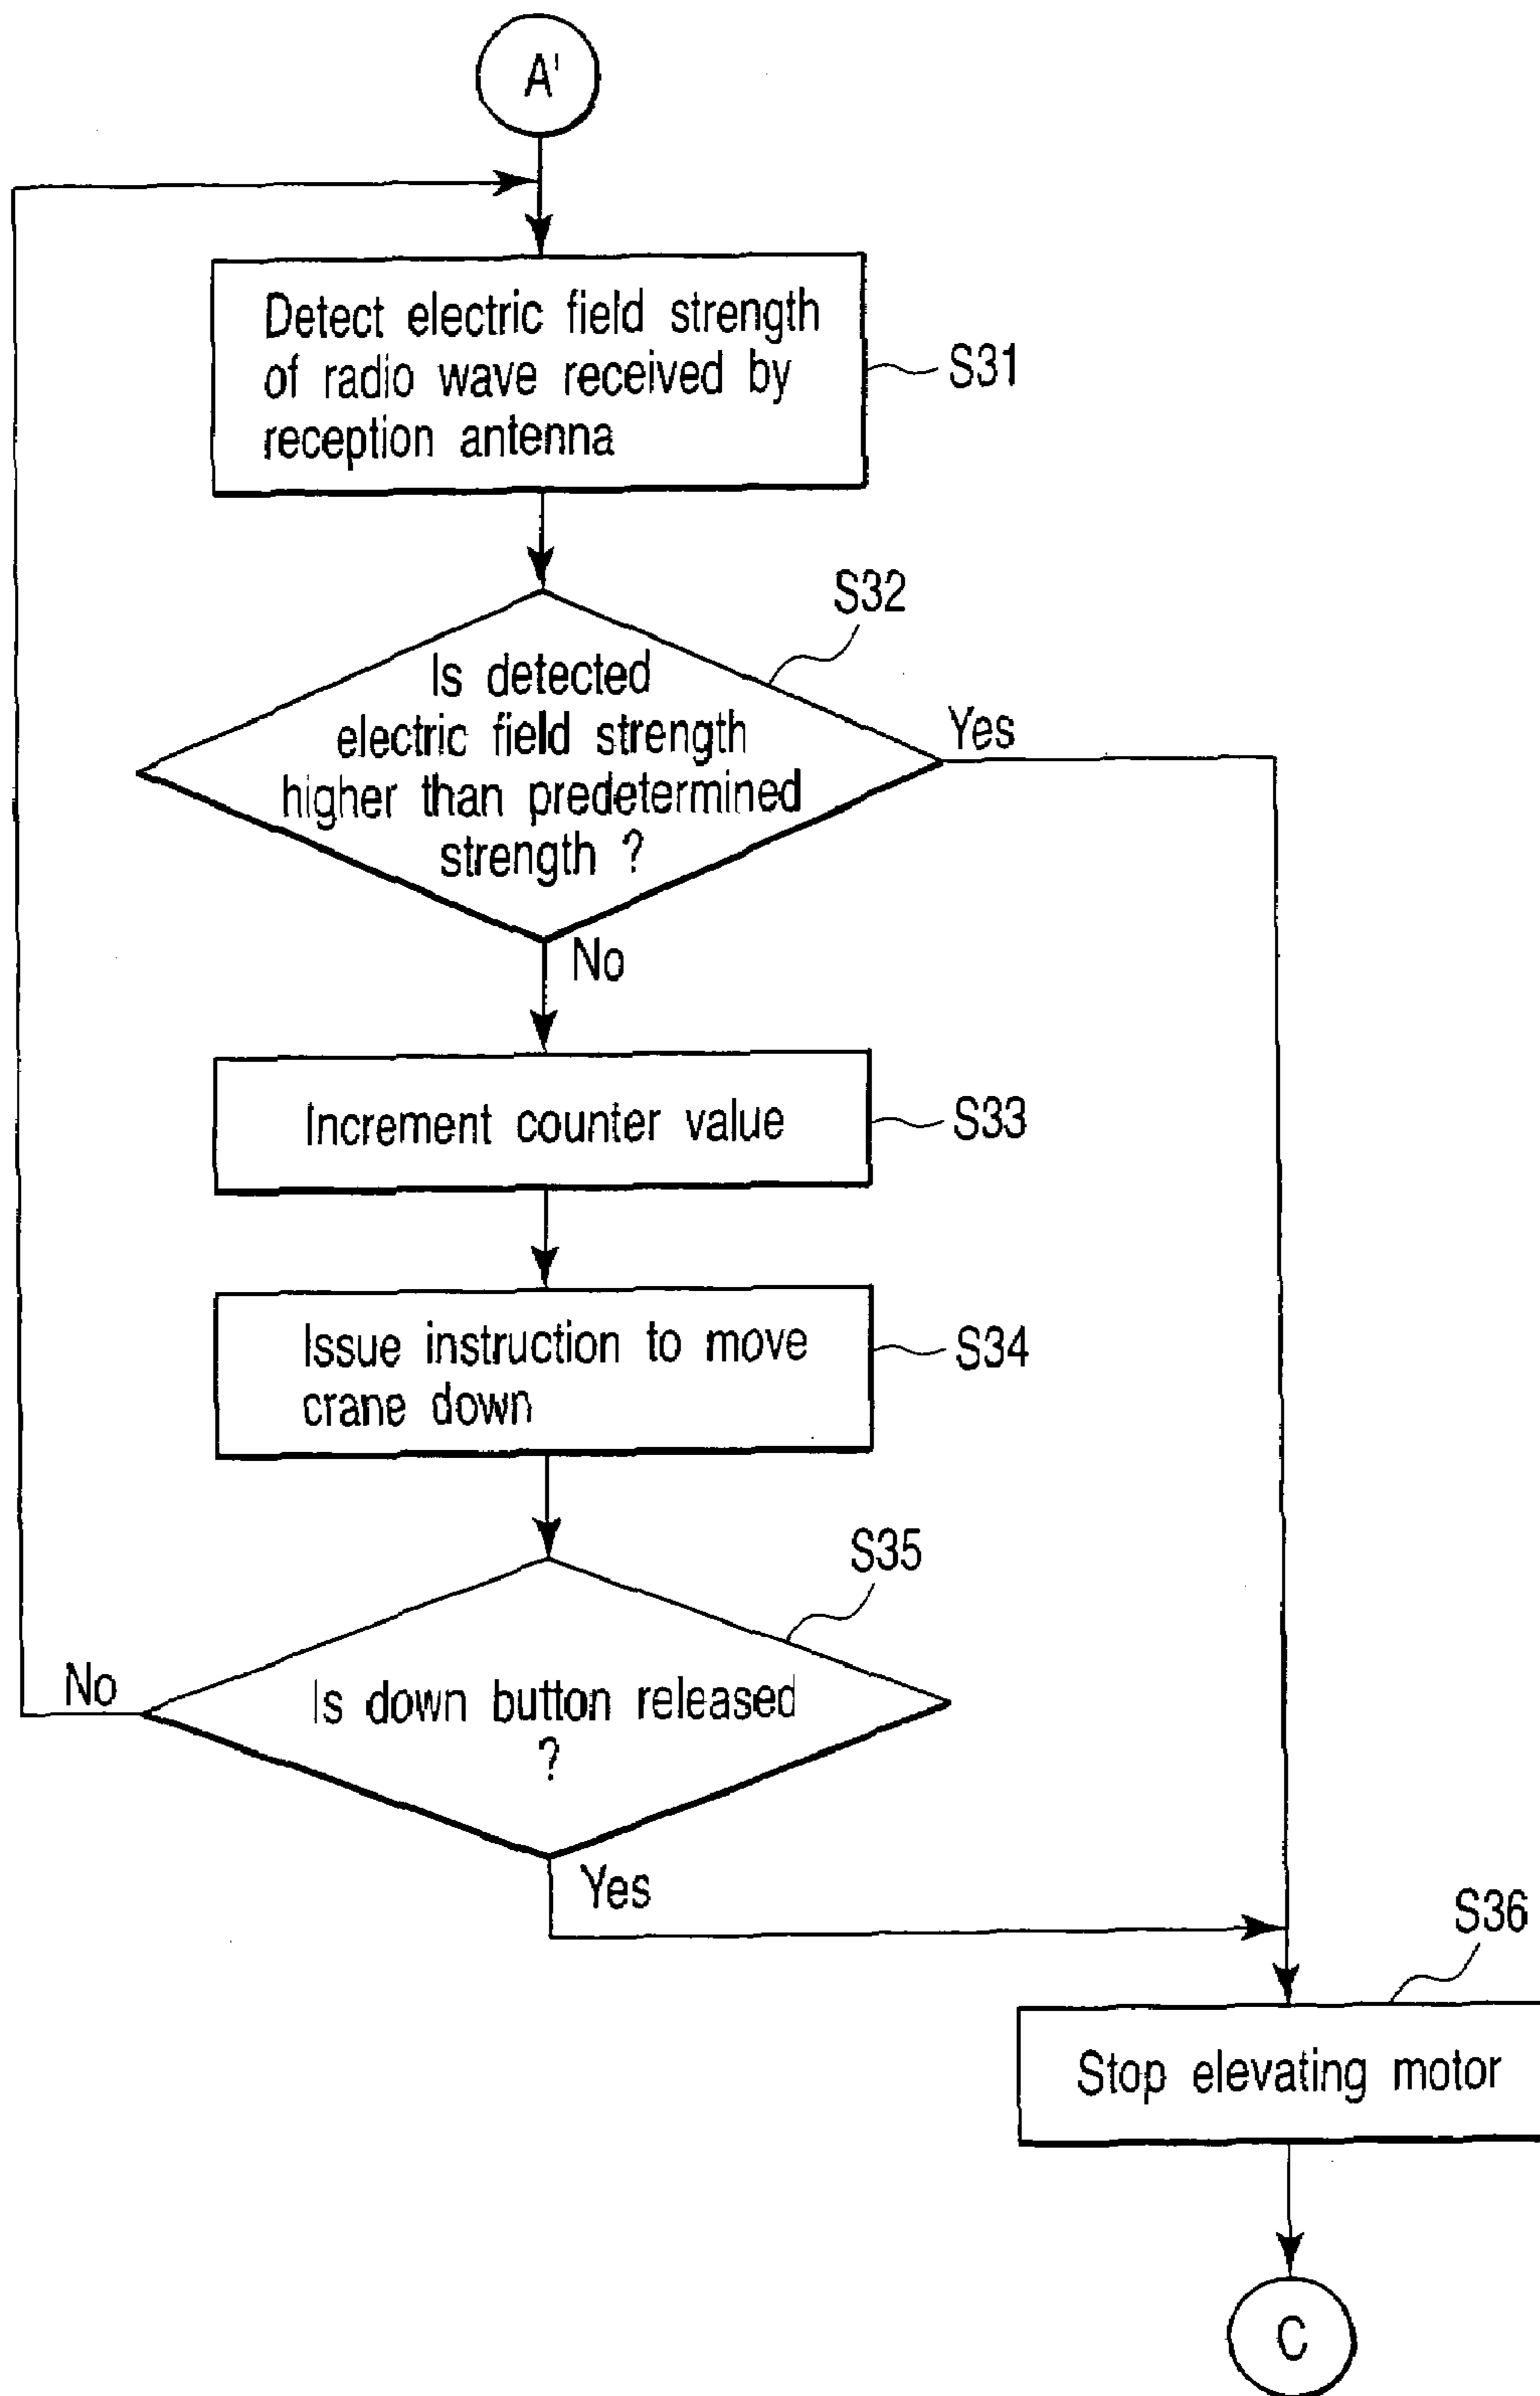 A'
Detect electric field strength
of radio wave received by
reception antenna
S31
S32
Is detected
electric field strength
higher than predetermined
strength ?
Yes
No
Increment counter value
S33
Issue instruction to move
crane down
S34
S35
Is down button released
?
No
Yes
S36
Stop elevating motor
C